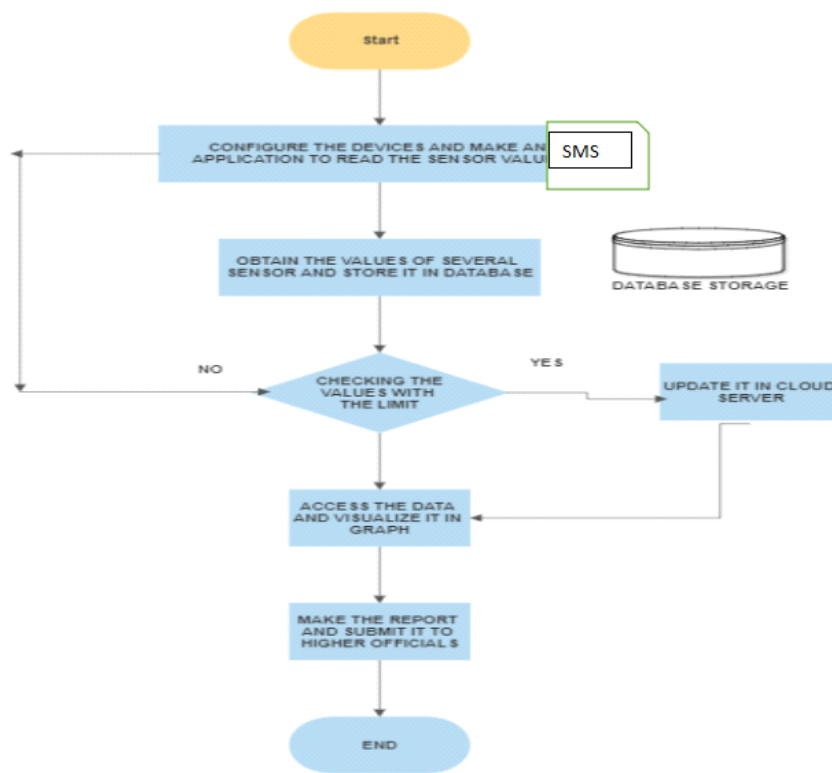 Start
CONFIGURE THE DEVICES AND MAKE AN
APPLICATION TO READ THE SENSOR VALU
SMS
OBTAIN THE VALUES OF SEVERAL
SENSOR AND STORE IT IN DATABASE
DATABASE STORAGE
NO
YES
CHECKING THE
VALUES WITH
THE LIMIT
UPDATE IT IN CLOUD
SERVER
ACCESS THE DATA
AND VISUALIZE IT IN
GRAPH
MAKE THE REPORT
AND SUBMIT IT TO
HIGHER OFFICIALS
END